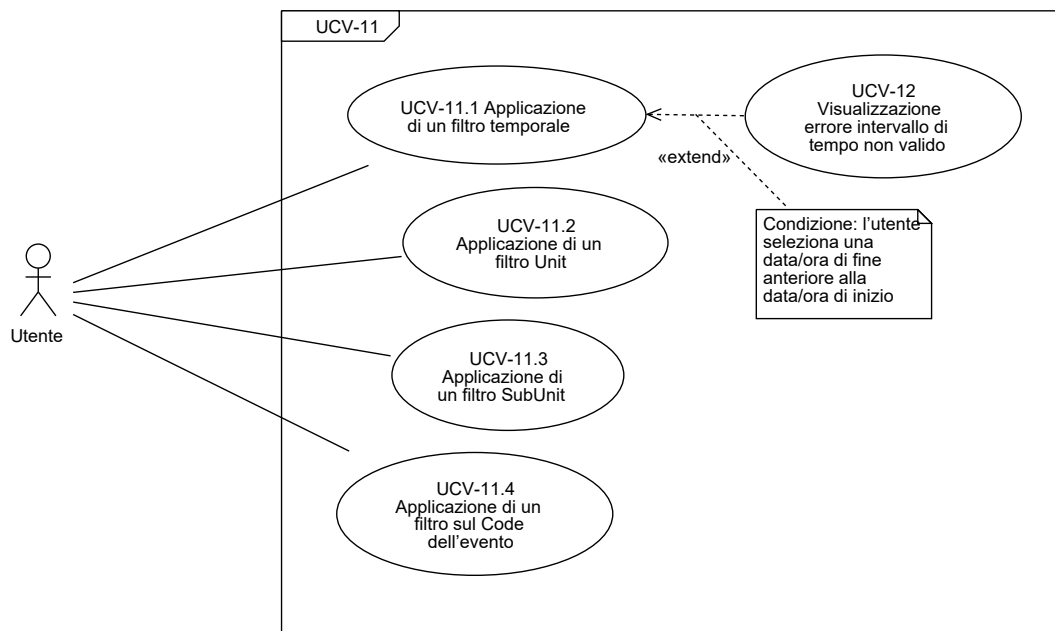 UCV-11
UCV-11.1 Applicazione
di un filtro temporale
UCV-12
Visualizzazione
errore intervallo di
tempo non valido
«extend»
Condizione: l'utente
seleziona una
data/ora di fine
anteriore alla
data/ora di inizio
UCV-11.2
Applicazione di un
filtro Unit
Utente
UCV-11.3
Applicazione di
un filtro SubUnit
UCV-11.4
Applicazione di un
filtro sul Code
dell'evento